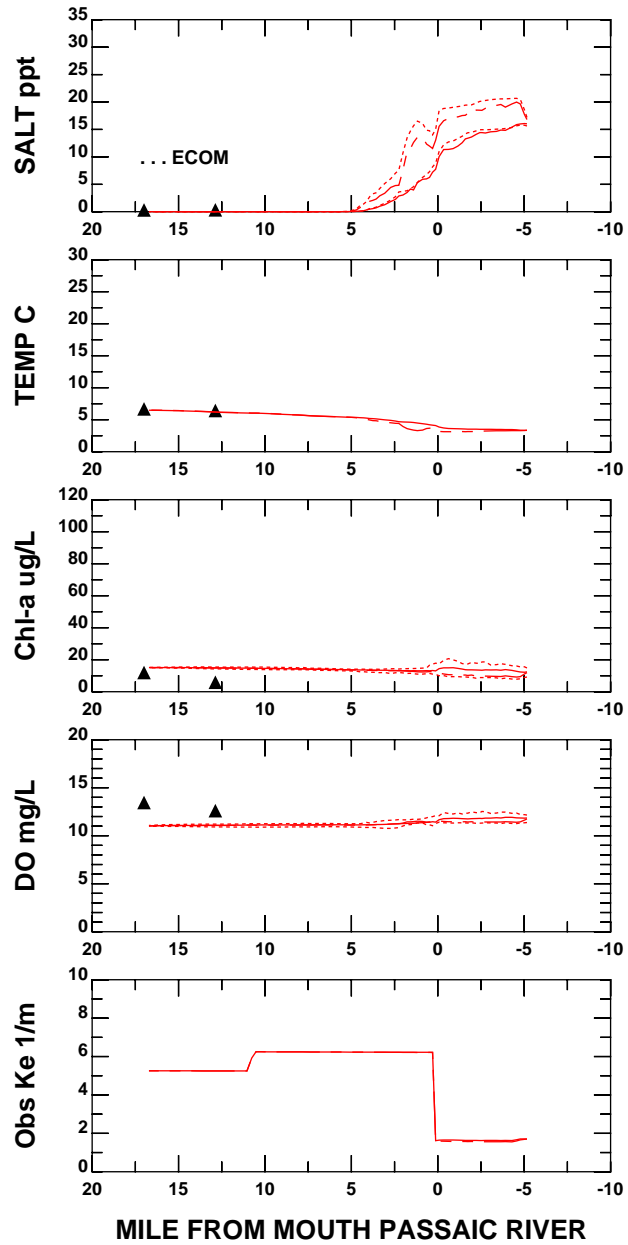 SALT ppt
35
30
25
20
15
10
5
0
. . . ECOM
20 15 10 5 0 -5 -10
TEMP C
30
25
20
15
10
5
0
20 15 10 5 0 -5 -10
Chl-a ug/L
120
100
80
60
40
20
0
20 15 10 5 0 -5 -10
DO mg/L
20
15
10
5
0
20 15 10 5 0 -5 -10
Obs Ke 1/m
10
8
6
4
2
0
20 15 10 5 0 -5 -10
MILE FROM MOUTH PASSAIC RIVER